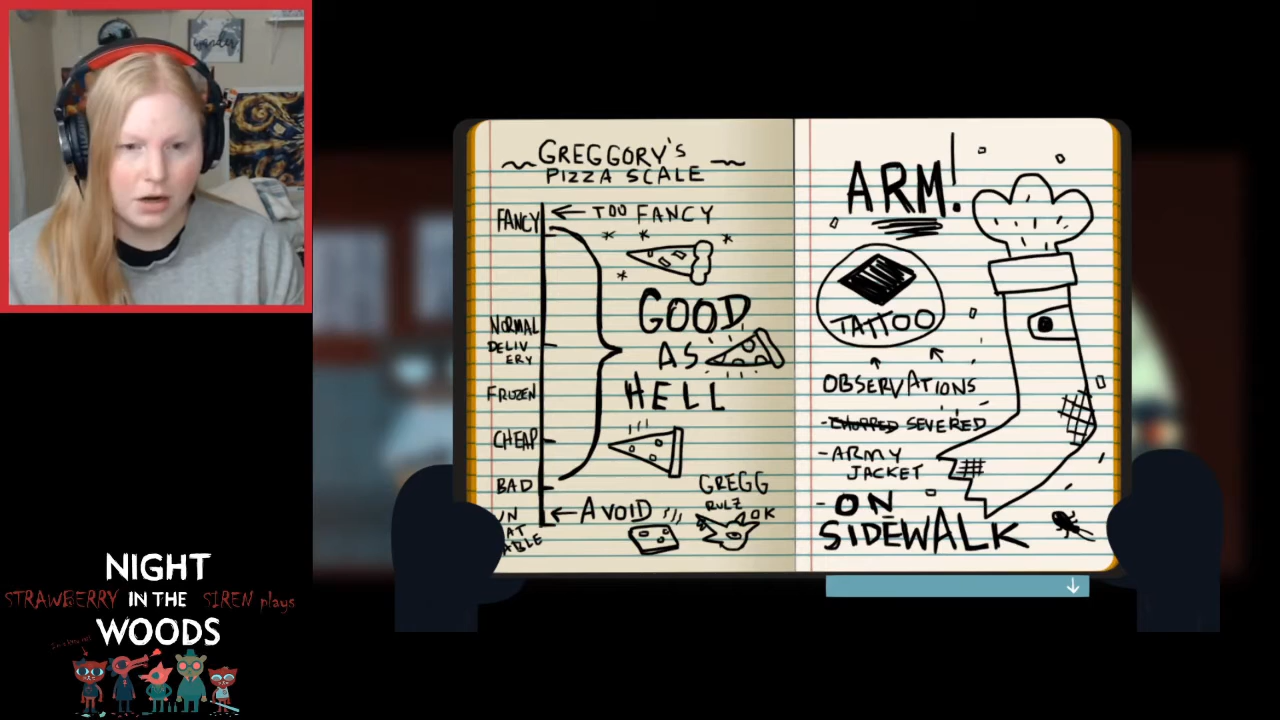 wander
GREGGORY'S
PIZZA SCALE
FANCY
TOO FANCY
GOOD
AS
HELL
NORMAL
DELIV
ERY
FROZEN
CHEAP
BAD
AVOID
GREGG
RULZ
OK
ARM!
TATTOO
OBSERVATIONS
- CHOPPED SEVERED
- ARMY
JACKET
- ON
SIDEWALK
NIGHT
STRAWBERRY IN THE SIREN plays
WOODS